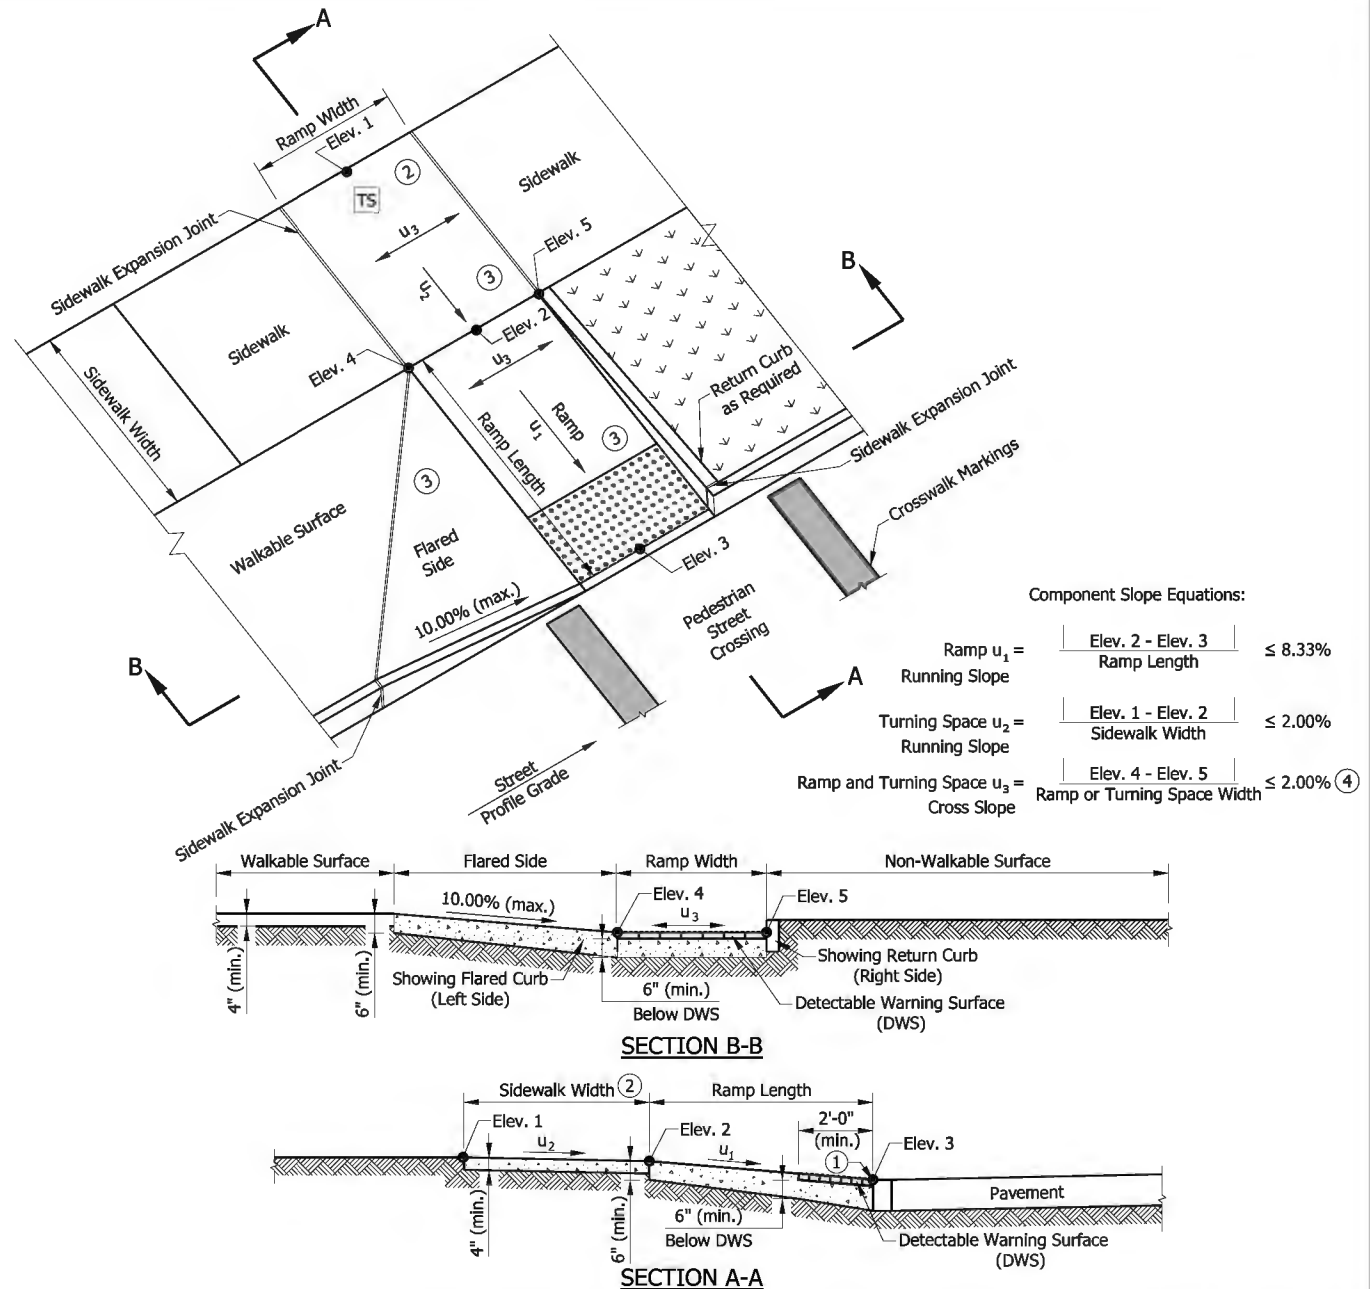 A
Ramp Width
Elev. 1
2
TS
Sidewalk
u3
Sidewalk Expansion Joint
Elev. 5
3
u2
B
Elev. 2
Sidewalk
Elev. 4
u3
Sidewalk Width
Return Curb
as Required
Ramp
u1
Ramp Length
3
Sidewalk Expansion Joint
3
Crosswalk Markings
Walkable Surface
Flared
Side
Elev. 3
10.00% (max.)
Pedestrian
Street
Crossing
B
A
Component Slope Equations:
Ramp u1 = | Elev. 2 - Elev. 3 | ≤ 8.33%
Running Slope Ramp Length
Turning Space u2 = | Elev. 1 - Elev. 2 | ≤ 2.00%
Running Slope Sidewalk Width
Ramp and Turning Space u3 = | Elev. 4 - Elev. 5 | ≤ 2.00% 4
Cross Slope Ramp or Turning Space Width
Sidewalk Expansion Joint
Street
Profile Grade
Walkable Surface Flared Side Ramp Width Non-Walkable Surface
10.00% (max.)
Elev. 4
u3
Elev. 5
4" (min.)
6" (min.)
Showing Flared Curb
(Left Side)
6" (min.)
Below DWS
Showing Return Curb
(Right Side)
Detectable Warning Surface
(DWS)
SECTION B-B
Sidewalk Width 2 Ramp Length
Elev. 1
u2
Elev. 2
u1
2'-0"
(min.)
1
Elev. 3
4" (min.)
6" (min.)
6" (min.)
Below DWS
Pavement
Detectable Warning Surface
(DWS)
SECTION A-A